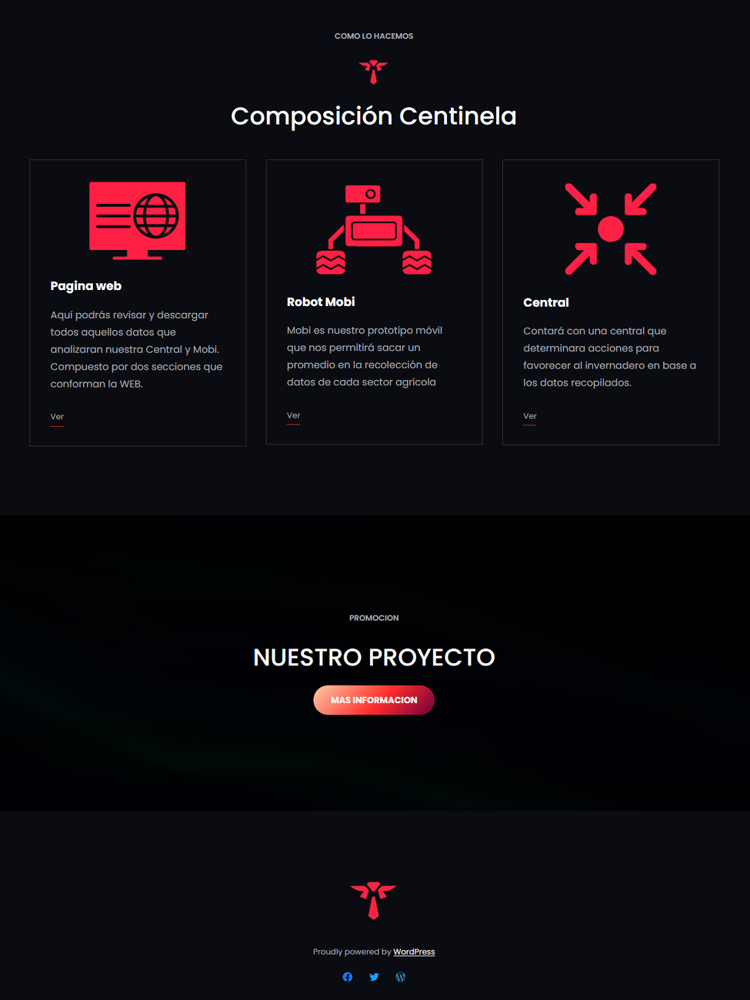 COMO LO HACEMOS
Composición Centinela
Pagina web
Aquí podrás revisar y descargar
todos aquellos datos que
analizaran nuestra Central y Mobi.
Compuesto por dos secciones que
conforman la WEB.
Ver
Robot Mobi
Mobi es nuestro prototipo móvil
que nos permitirá sacar un
promedio en la recolección de
datos de cada sector agrícola
Ver
Central
Contará con una central que
determinara acciones para
favorecer al invernadero en base a
los datos recopilados.
Ver
PROMOCION
NUESTRO PROYECTO
MAS INFORMACION
Proudly powered by WordPress